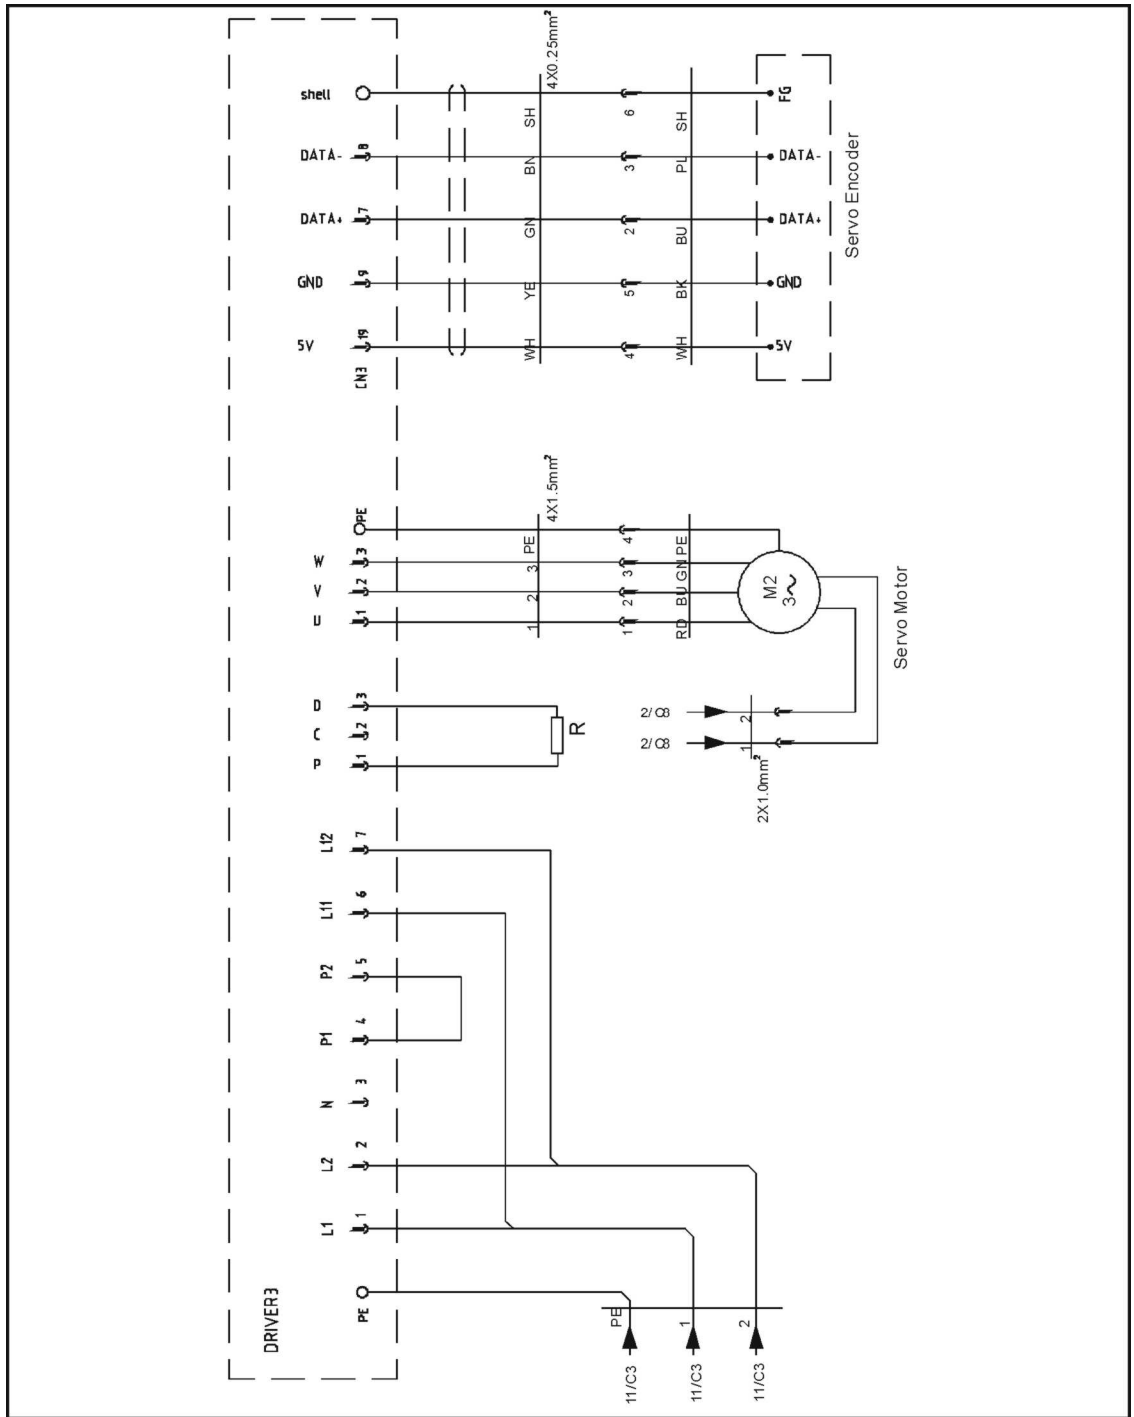 shell
4X0.25mm²
SH
6
SH
FG
DATA-
8
BN
3
PL
DATA-
DATA+
7
GN
2
BU
DATA+
GND
9
YE
5
BK
GND
5V
19
WH
4
WH
5V
CN3
Servo Encoder
PE
4X1.5mm²
PE
4
PE
W
3
3
3
GN
V
2
2
2
BU
U
1
1
1
RD
M2
3~
Servo Motor
D
3
C
2
P
1
R
2/C8
2
2/C8
1
2X1.0mm²
L12
7
L11
6
P2
5
P1
4
N
3
L2
2
L1
1
PE
DRIVER3
PE
1
2
11/C3
11/C3
11/C3